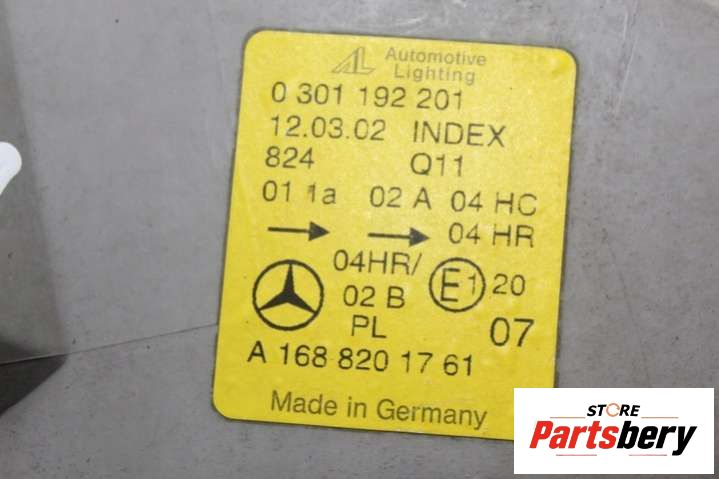 AL Automotive
Lighting
0 301 192 201
12.03.02 INDEX
824 Q11
01 1a 02 A 04 HC
04 HR
04HR/ E1 20
02 B
PL 07
A 168 820 17 61
Made in Germany
STORE
Partsbery